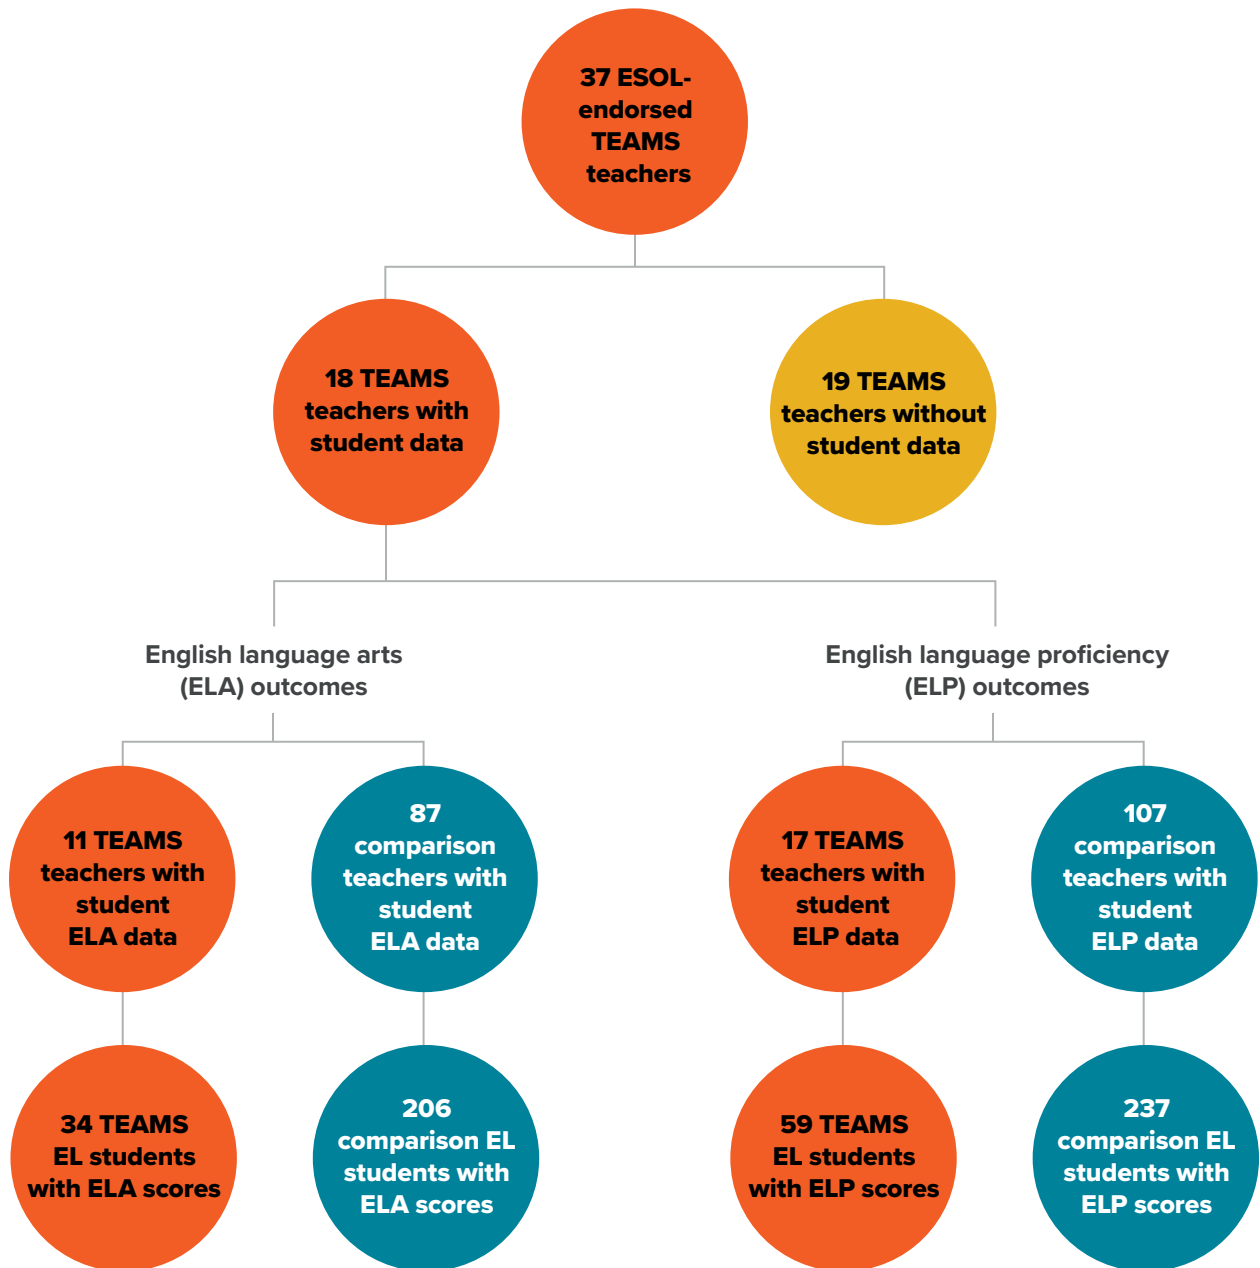 37 ESOL-
endorsed
TEAMS
teachers
18 TEAMS
teachers with
student data
19 TEAMS
teachers without
student data
English language arts
(ELA) outcomes
English language proficiency
(ELP) outcomes
11 TEAMS
teachers with
student
ELA data
87
comparison
teachers with
student
ELA data
17 TEAMS
teachers with
student
ELP data
107
comparison
teachers with
student
ELP data
34 TEAMS
EL students
with ELA scores
206
comparison EL
students with
ELA scores
59 TEAMS
EL students
with ELP scores
237
comparison EL
students with
ELP scores